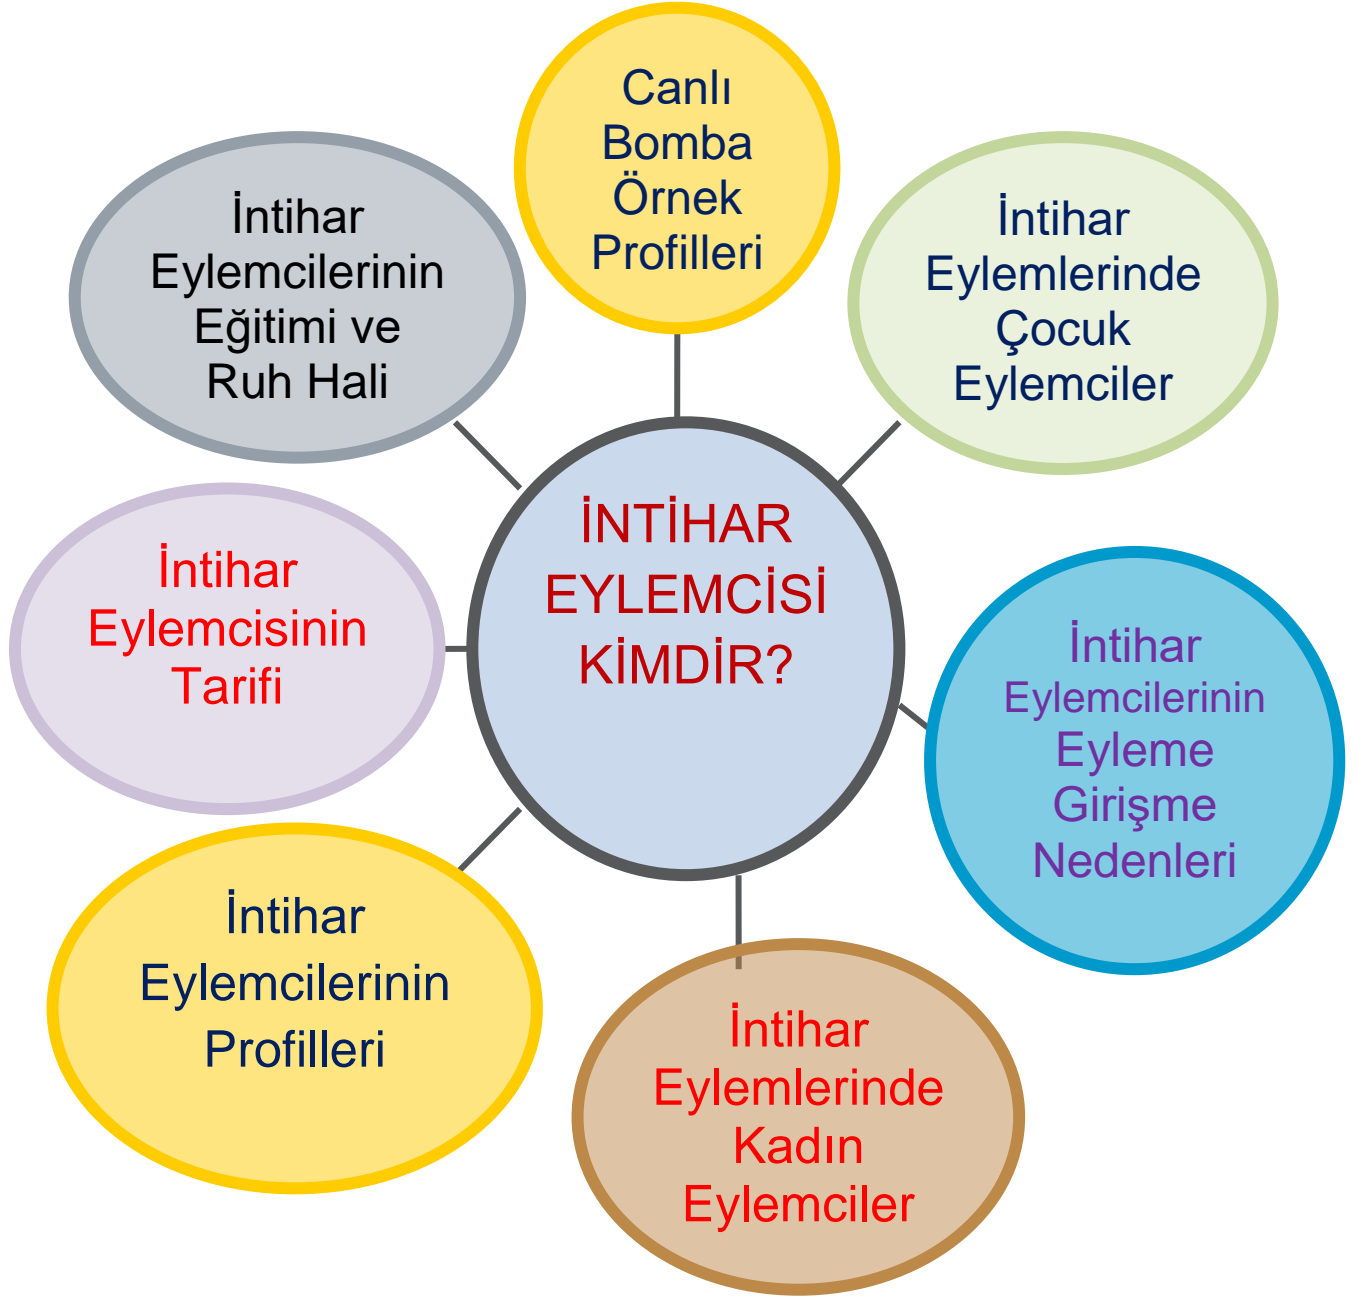 Canlı
Bomba
Örnek
Profilleri
İntihar
Eylemcilerinin
Eğitimi ve
Ruh Hali
İntihar
Eylemlerinde
Çocuk
Eylemciler
İNTİHAR
EYLEMCİSİ
KİMDİR?
İntihar
Eylemcisinin
Tarifi
İntihar
Eylemcilerinin
Eyleme
Girişme
Nedenleri
İntihar
Eylemcilerinin
Profilleri
İntihar
Eylemlerinde
Kadın
Eylemciler